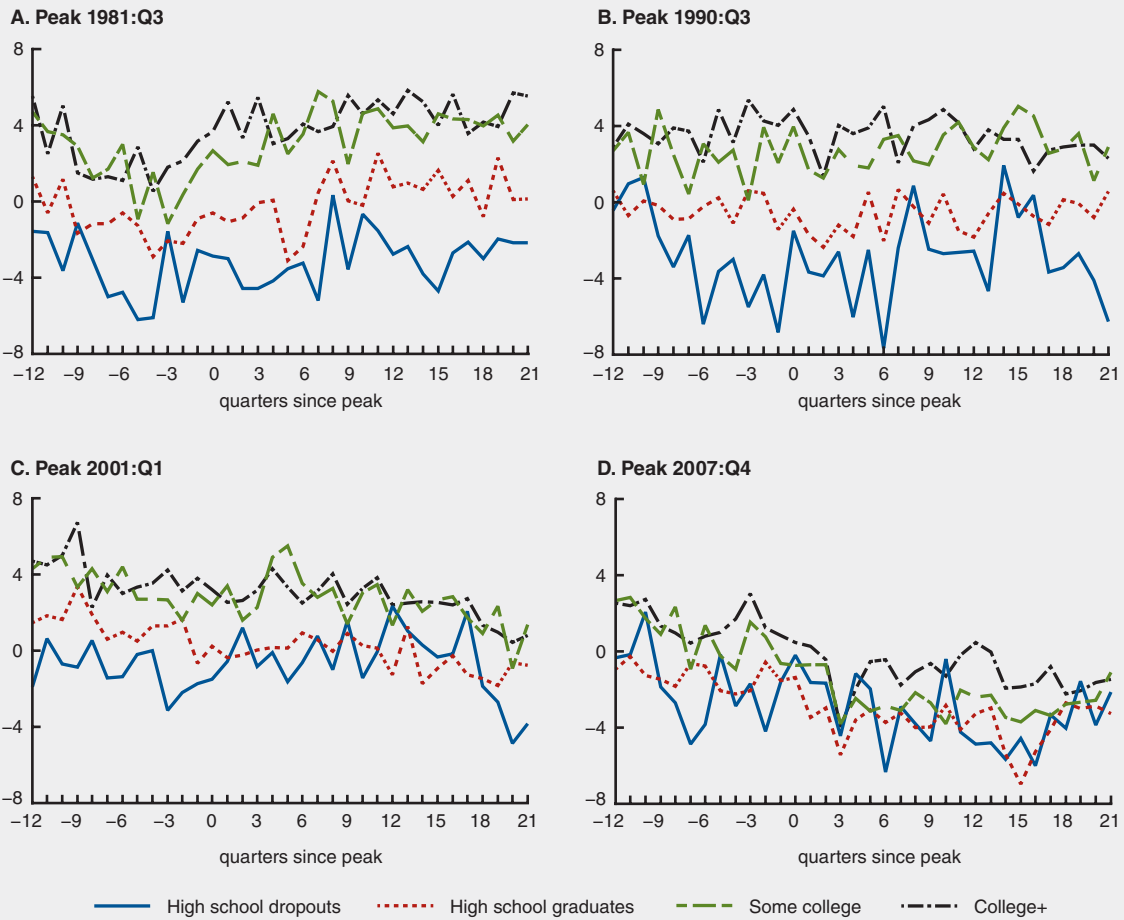 A. Peak 1981:Q3
8
4
0
−4
−8
−12 −9 −6 −3 0 3 6 9 12 15 18 21
quarters since peak
B. Peak 1990:Q3
8
4
0
−4
−8
−12 −9 −6 −3 0 3 6 9 12 15 18 21
quarters since peak
C. Peak 2001:Q1
8
4
0
−4
−8
−12 −9 −6 −3 0 3 6 9 12 15 18 21
quarters since peak
D. Peak 2007:Q4
8
4
0
−4
−8
−12 −9 −6 −3 0 3 6 9 12 15 18 21
quarters since peak
High school dropouts High school graduates Some college College+